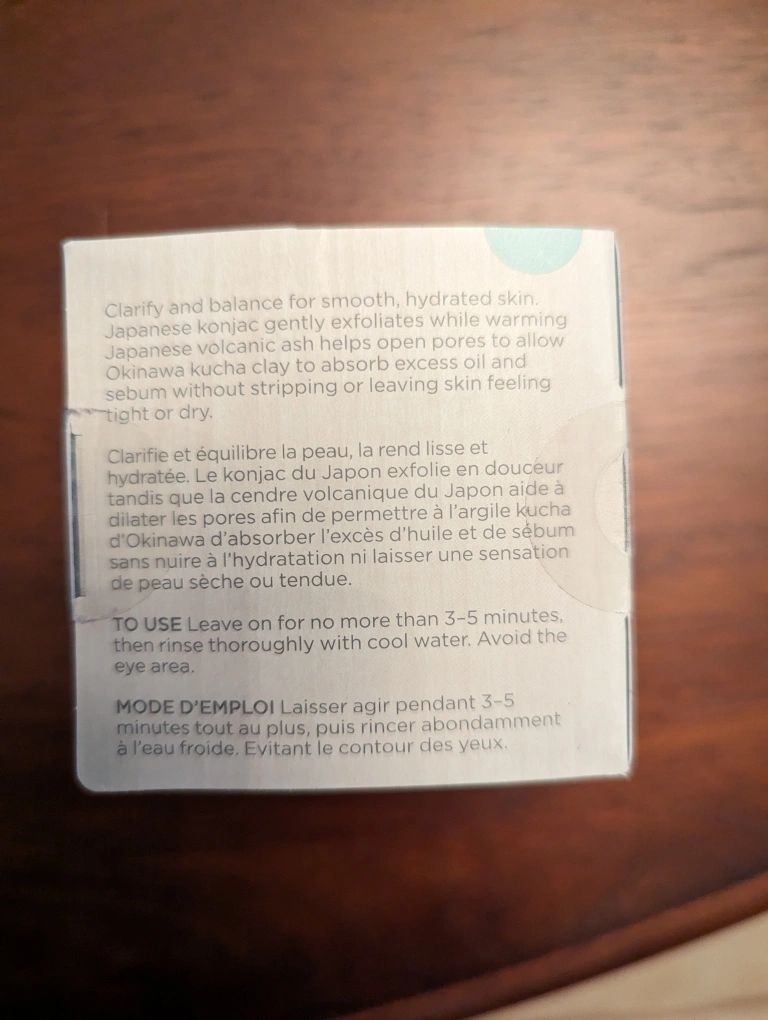 Clarify and balance for smooth, hydrated skin.
Japanese konjac gently exfoliates while warming
Japanese volcanic ash helps open pores to allow
Okinawa kucha clay to absorb excess oil and
sebum without stripping or leaving skin feeling
tight or dry.
Clarifie et équilibre la peau, la rend lisse et
hydratée. Le konjac du Japon exfolie en douceur
tandis que la cendre volcanique du Japon aide à
dilater les pores afin de permettre à l'argile kucha
d'Okinawa d'absorber l'excès d'huile et de sébum
sans nuire à l'hydratation ni laisser une sensation
de peau sèche ou tendue.
TO USE Leave on for no more than 3–5 minutes,
then rinse thoroughly with cool water. Avoid the
eye area.
MODE D'EMPLOI Laisser agir pendant 3–5
minutes tout au plus, puis rincer abondamment
à l'eau froide. Evitant le contour des yeux.